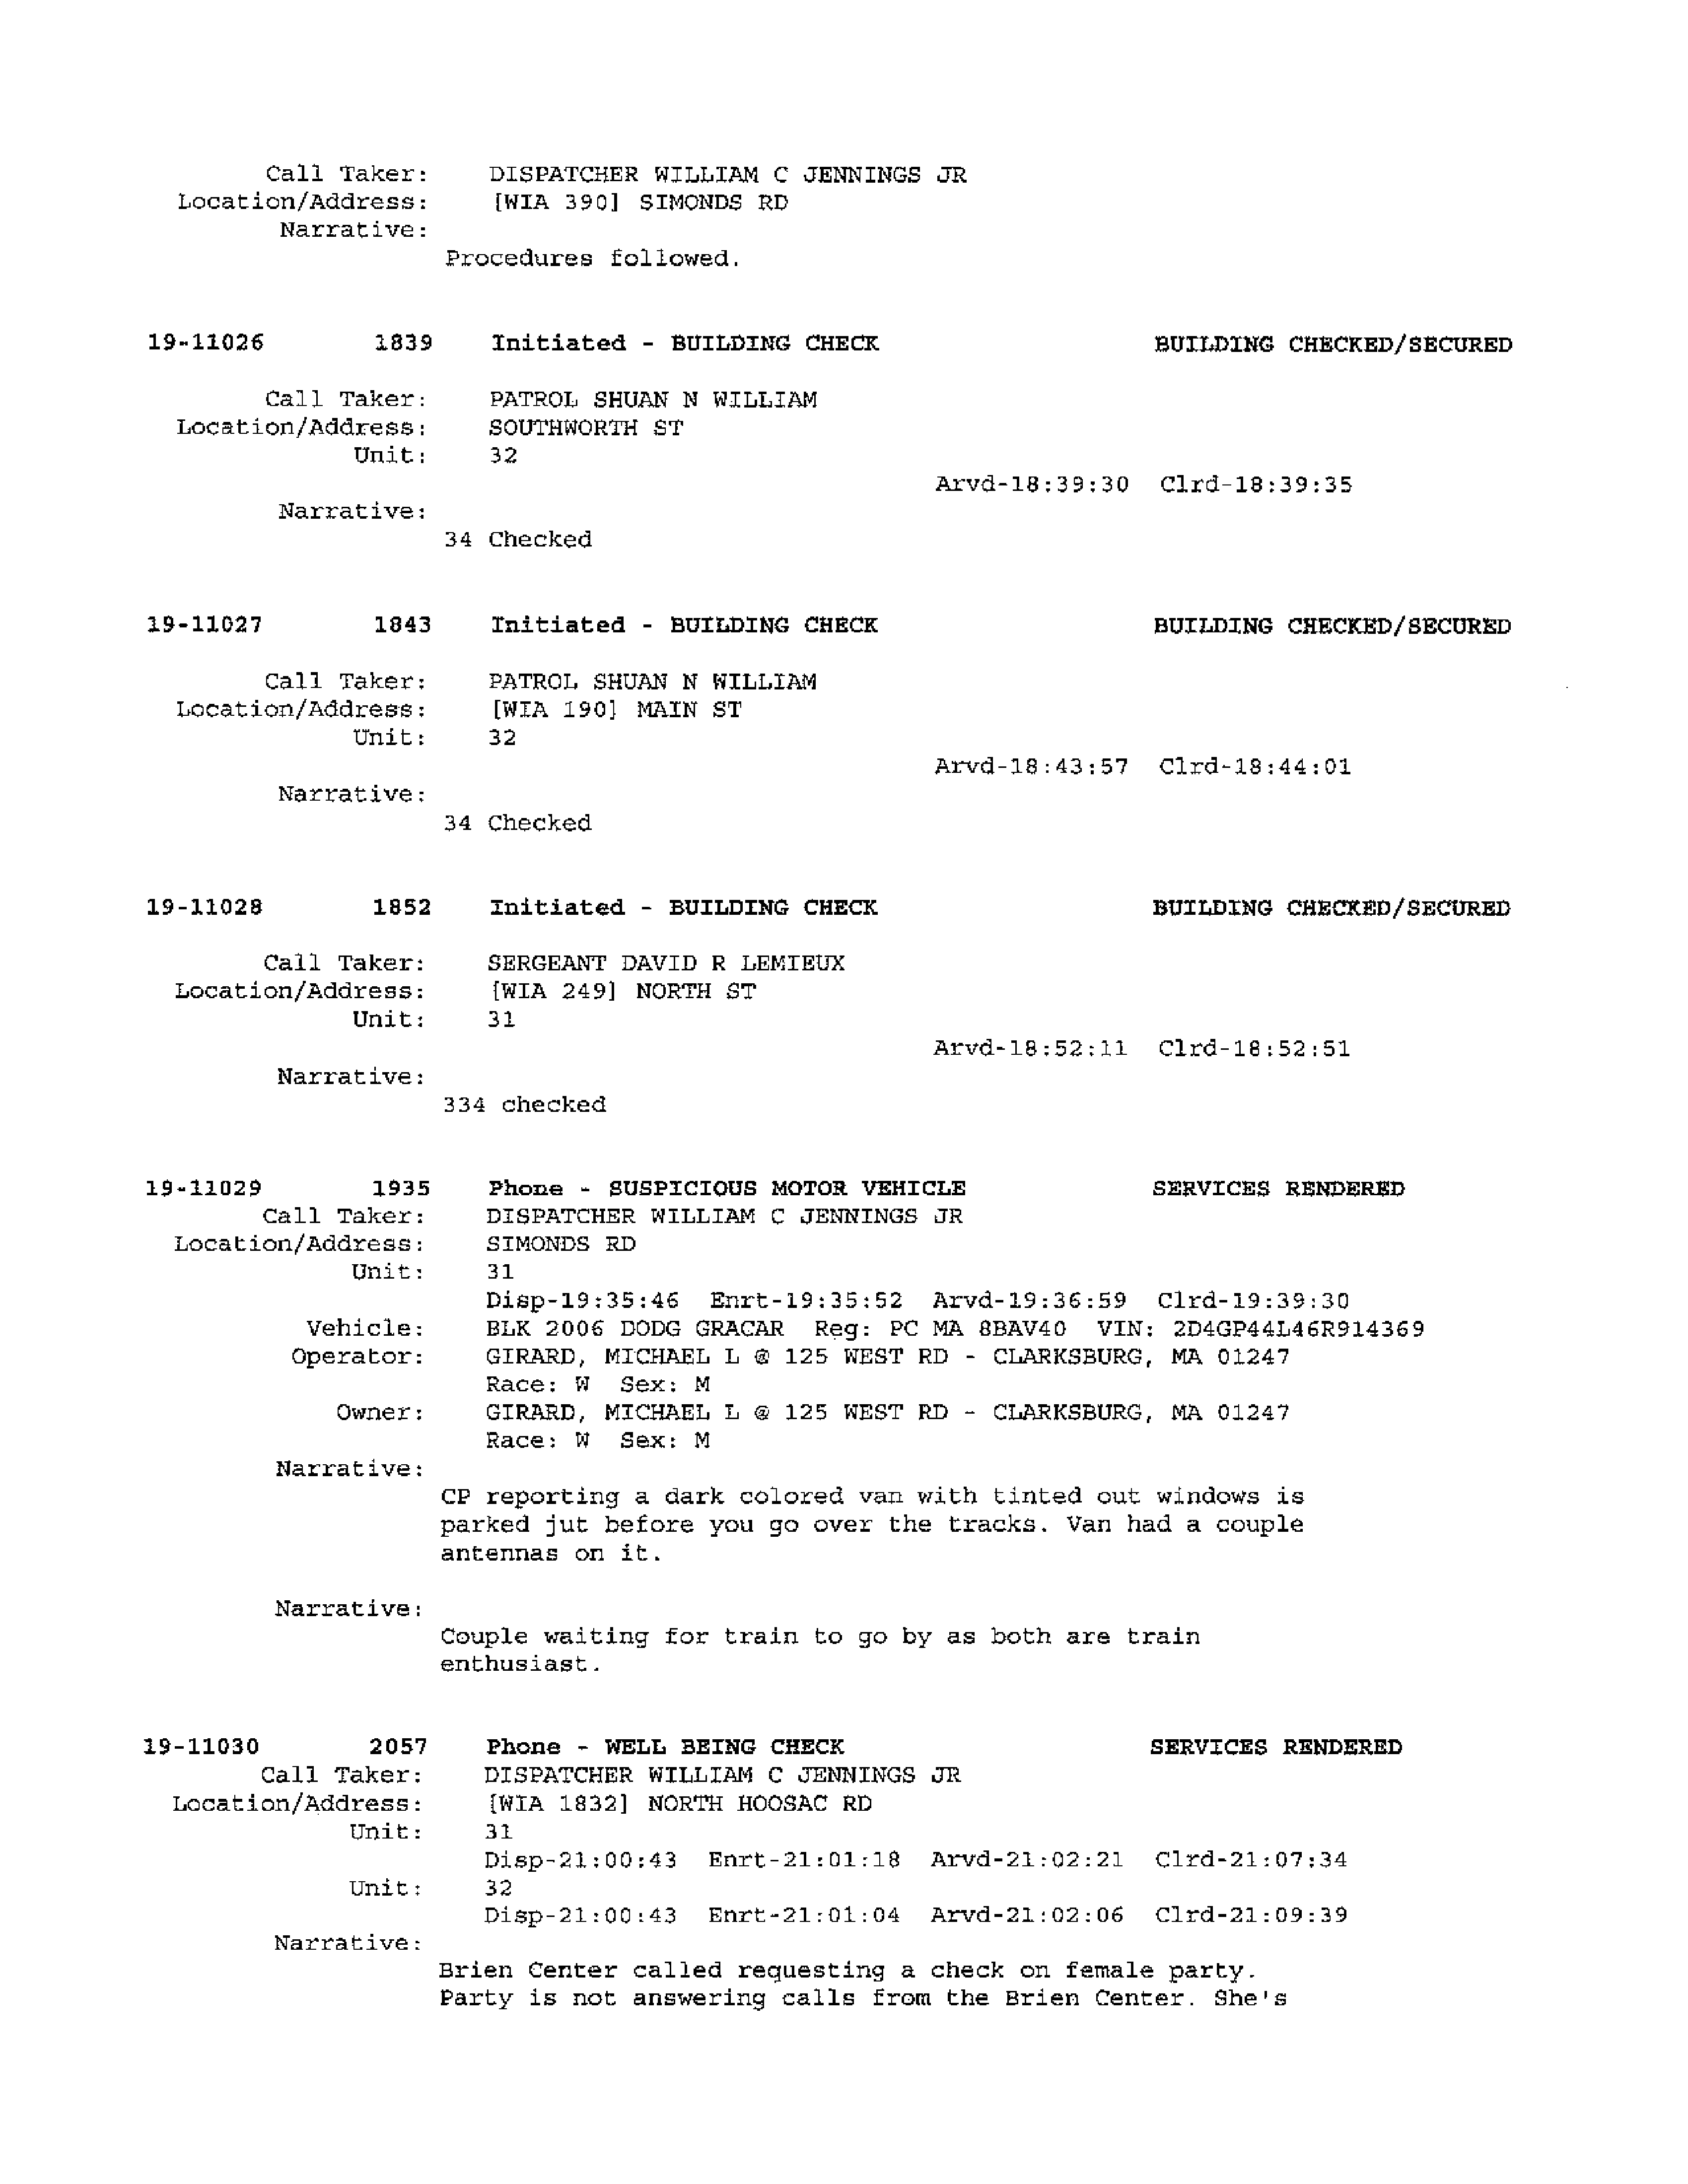 Call Taker: DISPATCHER WILLIAM C JENNINGS JR
Location/Address: [WIA 390] SIMONDS RD
Narrative:
Procedures followed.
19-11026 1839 Initiated - BUILDING CHECK BUILDING CHECKED/SECURED
Call Taker: PATROL SHUAN N WILLIAM
Location/Address: SOUTHWORTH ST
Unit: 32
Arvd-18:39:30 Clrd-18:39:35
Narrative:
34 Checked
19-11027 1843 Initiated - BUILDING CHECK BUILDING CHECKED/SECURED
Call Taker: PATROL SHUAN N WILLIAM
Location/Address: [WIA 190] MAIN ST
Unit: 32
Arvd-18:43:57 Clrd-18:44:01
Narrative:
34 Checked
19-11028 1852 Initiated - BUILDING CHECK BUILDING CHECKED/SECURED
Call Taker: SERGEANT DAVID R LEMIEUX
Location/Address: [WIA 249] NORTH ST
Unit: 31
Arvd-18:52:11 Clrd-18:52:51
Narrative:
334 checked
19-11029 1935 Phone - SUSPICIOUS MOTOR VEHICLE SERVICES RENDERED
Call Taker: DISPATCHER WILLIAM C JENNINGS JR
Location/Address: SIMONDS RD
Unit: 31
Disp-19:35:46 Enrt-19:35:52 Arvd-19:36:59 Clrd-19:39:30
Vehicle: BLK 2006 DODG GRACAR Reg: PC MA 8BAV40 VIN: 2D4GP44L46R914369
Operator: GIRARD, MICHAEL L @ 125 WEST RD - CLARKSBURG, MA 01247
Race: W Sex: M
Owner: GIRARD, MICHAEL L @ 125 WEST RD - CLARKSBURG, MA 01247
Race: W Sex: M
Narrative:
CP reporting a dark colored van with tinted out windows is
parked jut before you go over the tracks. Van had a couple
antennas on it.
Narrative:
Couple waiting for train to go by as both are train
enthusiast.
19-11030 2057 Phone - WELL BEING CHECK SERVICES RENDERED
Call Taker: DISPATCHER WILLIAM C JENNINGS JR
Location/Address: [WIA 1832] NORTH HOOSAC RD
Unit: 31
Disp-21:00:43 Enrt-21:01:18 Arvd-21:02:21 Clrd-21:07:34
Unit: 32
Disp-21:00:43 Enrt-21:01:04 Arvd-21:02:06 Clrd-21:09:39
Narrative:
Brien Center called requesting a check on female party.
Party is not answering calls from the Brien Center. She's